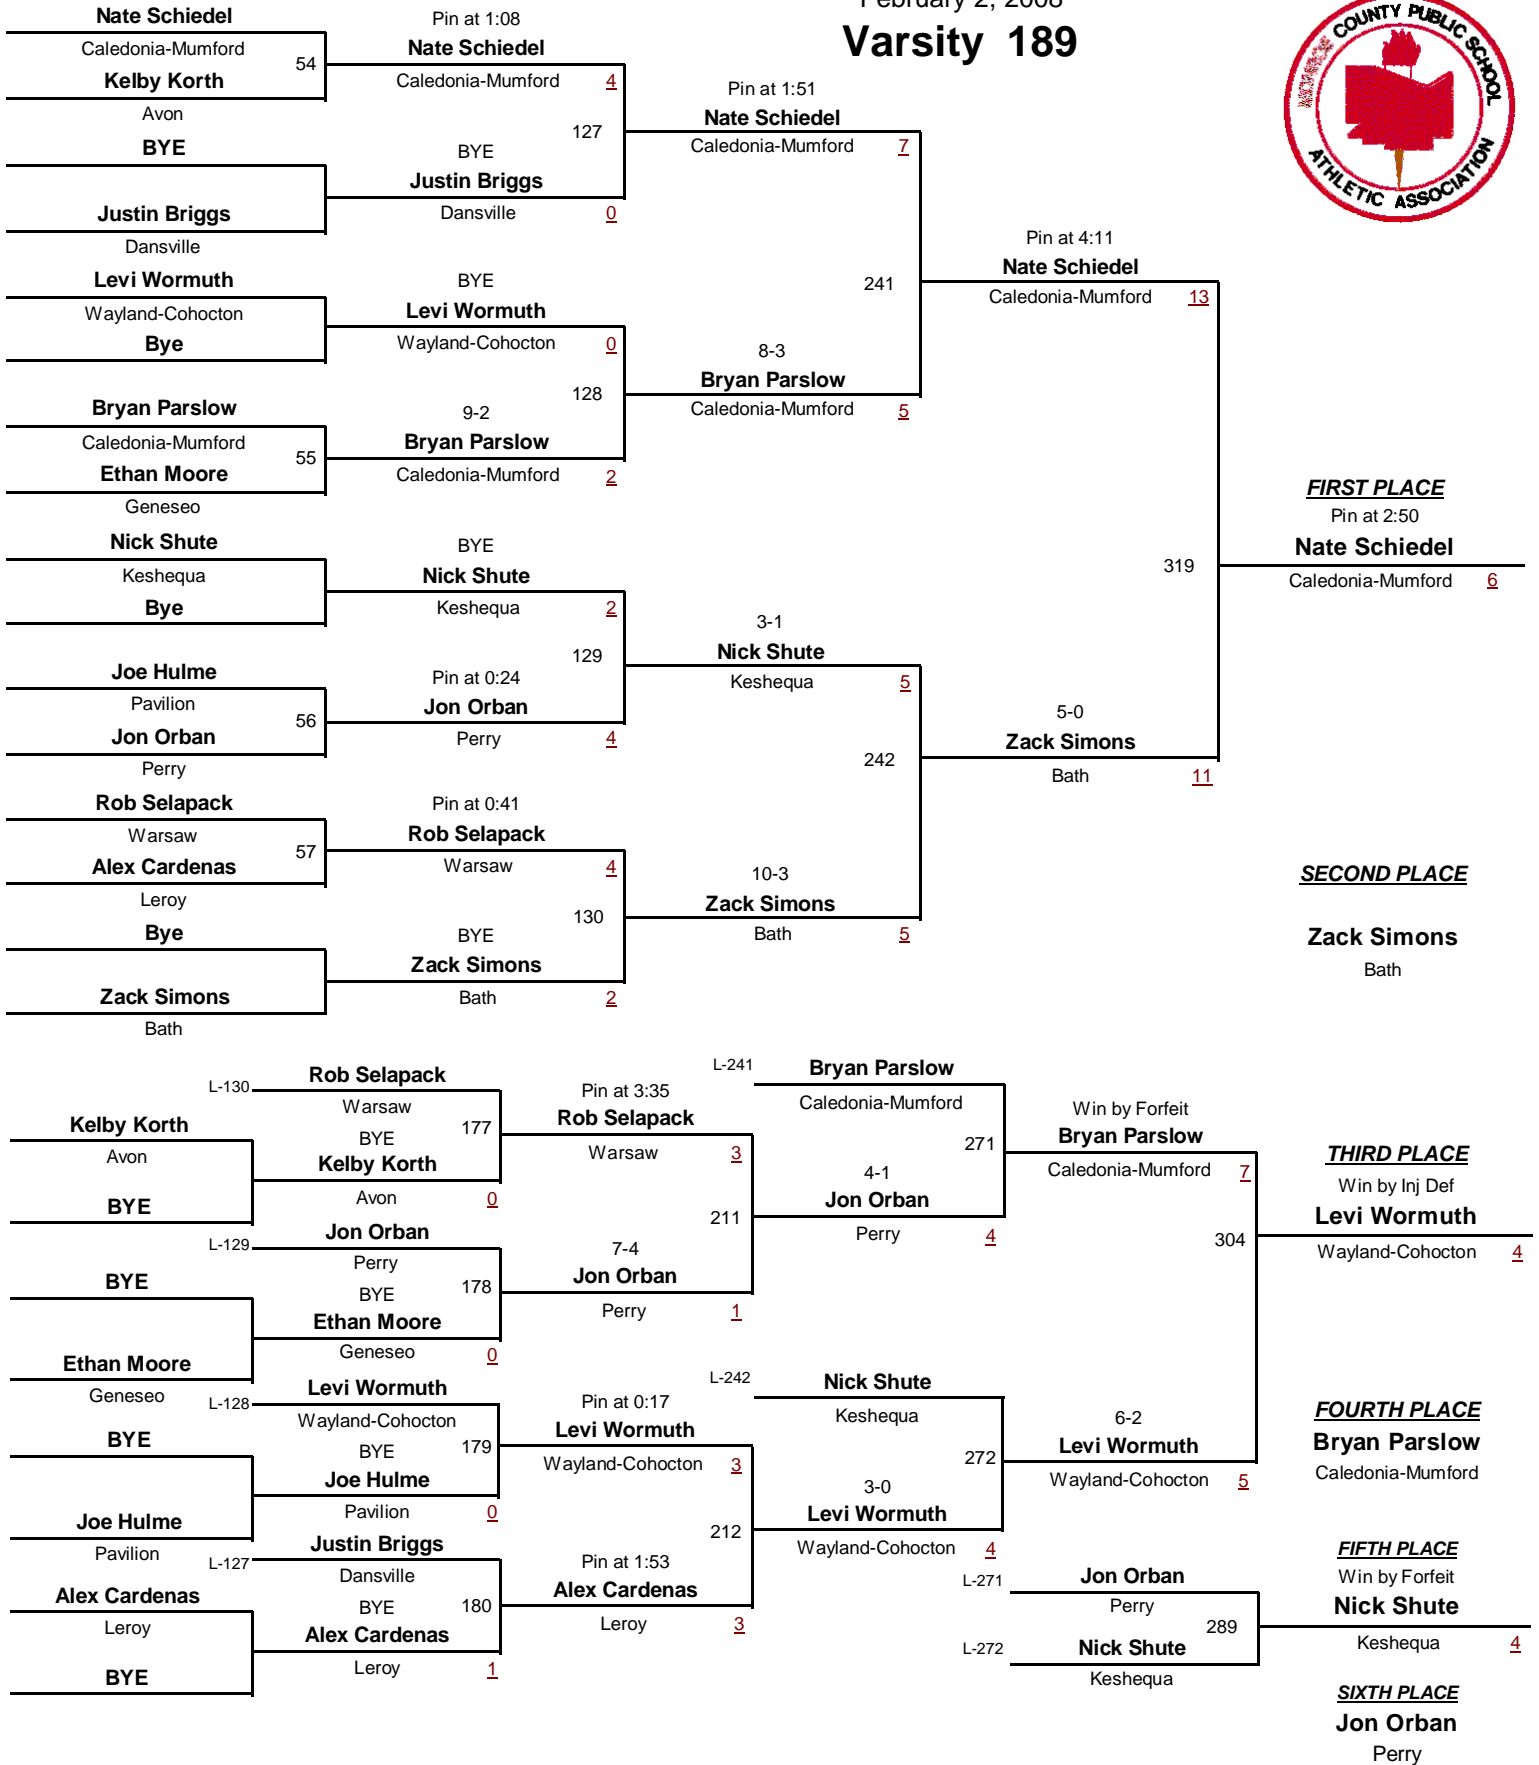 February 2, 2008
Varsity 189
COUNTY PUBLIC SCHOOL
ATHLETIC ASSOCIATION
Nate Schiedel
Caledonia-Mumford
54
Kelby Korth
Avon
BYE
Justin Briggs
Dansville
Levi Wormuth
Wayland-Cohocton
Bye
Bryan Parslow
Caledonia-Mumford
55
Ethan Moore
Geneseo
Nick Shute
Keshequa
Bye
Joe Hulme
Pavilion
56
Jon Orban
Perry
Rob Selapack
Warsaw
57
Alex Cardenas
Leroy
Bye
Zack Simons
Bath
Pin at 1:08
Nate Schiedel
Caledonia-Mumford 4
127
BYE
Justin Briggs
Dansville 0
BYE
Levi Wormuth
Wayland-Cohocton 0
128
9-2
Bryan Parslow
Caledonia-Mumford 2
BYE
Nick Shute
Keshequa 2
129
Pin at 0:24
Jon Orban
Perry 4
Pin at 0:41
Rob Selapack
Warsaw 4
130
BYE
Zack Simons
Bath 2
Pin at 1:51
Nate Schiedel
Caledonia-Mumford 7
241
8-3
Bryan Parslow
Caledonia-Mumford 5
3-1
Nick Shute
Keshequa 5
242
10-3
Zack Simons
Bath 5
Pin at 4:11
Nate Schiedel
Caledonia-Mumford 13
319
5-0
Zack Simons
Bath 11
FIRST PLACE
Pin at 2:50
Nate Schiedel
Caledonia-Mumford 6
SECOND PLACE
Zack Simons
Bath
Kelby Korth
Avon
BYE
BYE
Ethan Moore
Geneseo
BYE
Joe Hulme
Pavilion
Alex Cardenas
Leroy
BYE
L-130
Rob Selapack
Warsaw
177
BYE
Kelby Korth
Avon 0
L-129
Jon Orban
Perry
178
BYE
Ethan Moore
Geneseo 0
L-128
Levi Wormuth
Wayland-Cohocton
179
BYE
Joe Hulme
Pavilion 0
L-127
Justin Briggs
Dansville
180
BYE
Alex Cardenas
Leroy 1
Pin at 3:35
Rob Selapack
Warsaw 3
211
7-4
Jon Orban
Perry 1
Pin at 0:17
Levi Wormuth
Wayland-Cohocton 3
212
Pin at 1:53
Alex Cardenas
Leroy 3
L-241
Bryan Parslow
Caledonia-Mumford
271
4-1
Jon Orban
Perry 4
L-242
Nick Shute
Keshequa
272
3-0
Levi Wormuth
Wayland-Cohocton 4
Win by Forfeit
Bryan Parslow
Caledonia-Mumford 7
304
6-2
Levi Wormuth
Wayland-Cohocton 5
L-271
Jon Orban
Perry
289
L-272
Nick Shute
Keshequa
THIRD PLACE
Win by Inj Def
Levi Wormuth
Wayland-Cohocton 4
FOURTH PLACE
Bryan Parslow
Caledonia-Mumford
FIFTH PLACE
Win by Forfeit
Nick Shute
Keshequa 4
SIXTH PLACE
Jon Orban
Perry